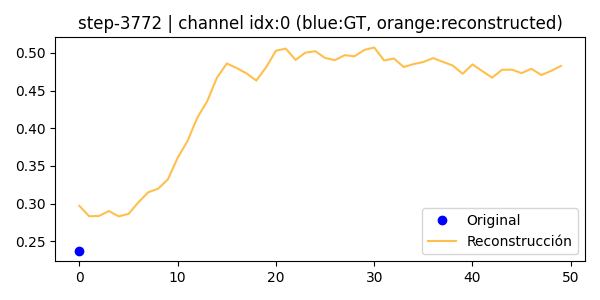 step-3772 | channel idx:0 (blue:GT, orange:reconstructed)
0.50
0.45
0.40
0.35
0.30
0.25
Original
Reconstrucción
0 10 20 30 40 50